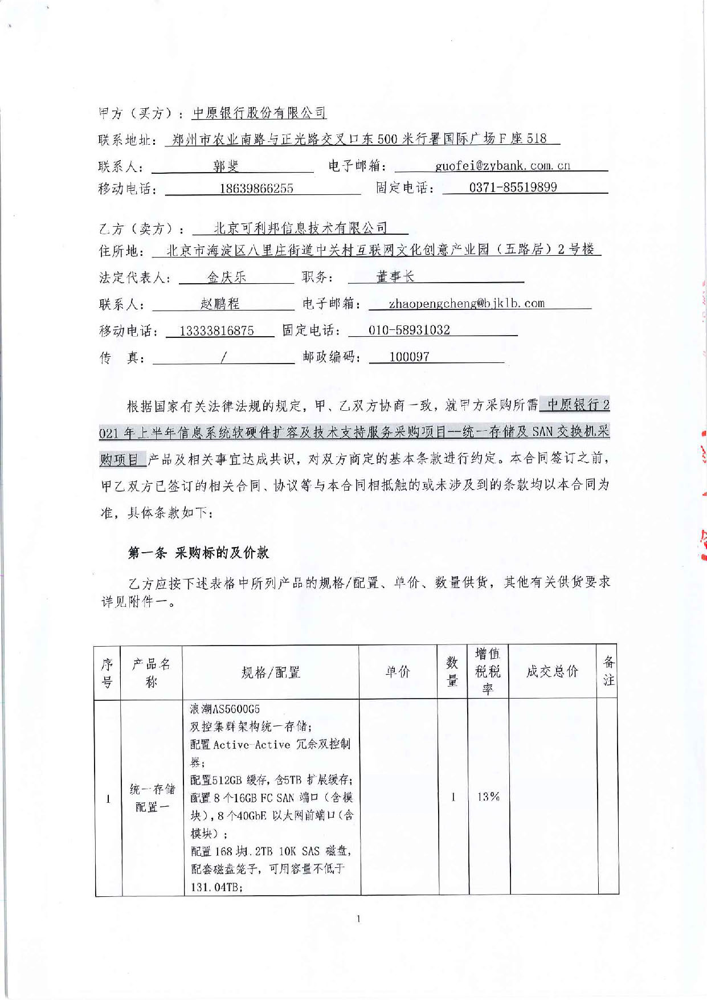 甲方（买方）：中原银行股份有限公司
联系地址：郑州市农业南路与正光路交叉口东500米行署国际广场F座518
联系人：郭斐 电子邮箱：guofei@zybank.com.cn
移动电话：18639866255 固定电话：0371-85519899
乙方（卖方）：北京可利邦信息技术有限公司
住所地：北京市海淀区八里庄街道中关村互联网文化创意产业园（五路居）2号楼
法定代表人：金庆乐 职务：董事长
联系人：赵鹏程 电子邮箱：zhaopengcheng@bjklb.com
移动电话：13333816875 固定电话：010-58931032
传 真：/ 邮政编码：100097
根据国家有关法律法规的规定，甲、乙双方协商一致，就甲方采购所需 中原银行2
021年上半年信息系统软硬件扩容及技术支持服务采购项目--统一存储及SAN交换机采
购项目 产品及相关事宜达成共识，对双方商定的基本条款进行约定。本合同签订之前，
甲乙双方已签订的相关合同、协议等与本合同相抵触的或未涉及到的条款均以本合同为
准，具体条款如下：
第一条 采购标的及价款
乙方应按下述表格中所列产品的规格/配置、单价、数量供货，其他有关供货要求
详见附件一。
序号 产品名称 规格/配置 单价 数量 增值税税率 成交总价 备注
1 统一存储配置一 1 13%
浪潮AS5600G5
双控集群架构统一存储；
配置Active-Active 冗余双控制
器；
配置512GB 缓存，含5TB 扩展缓存；
配置8个16GB FC SAN 端口（含模
块），8个40GbE 以太网前端口（含
模块）；
配置168块1.2TB 10K SAS 磁盘，
配套磁盘笼子，可用容量不低于
131.04TB；
1